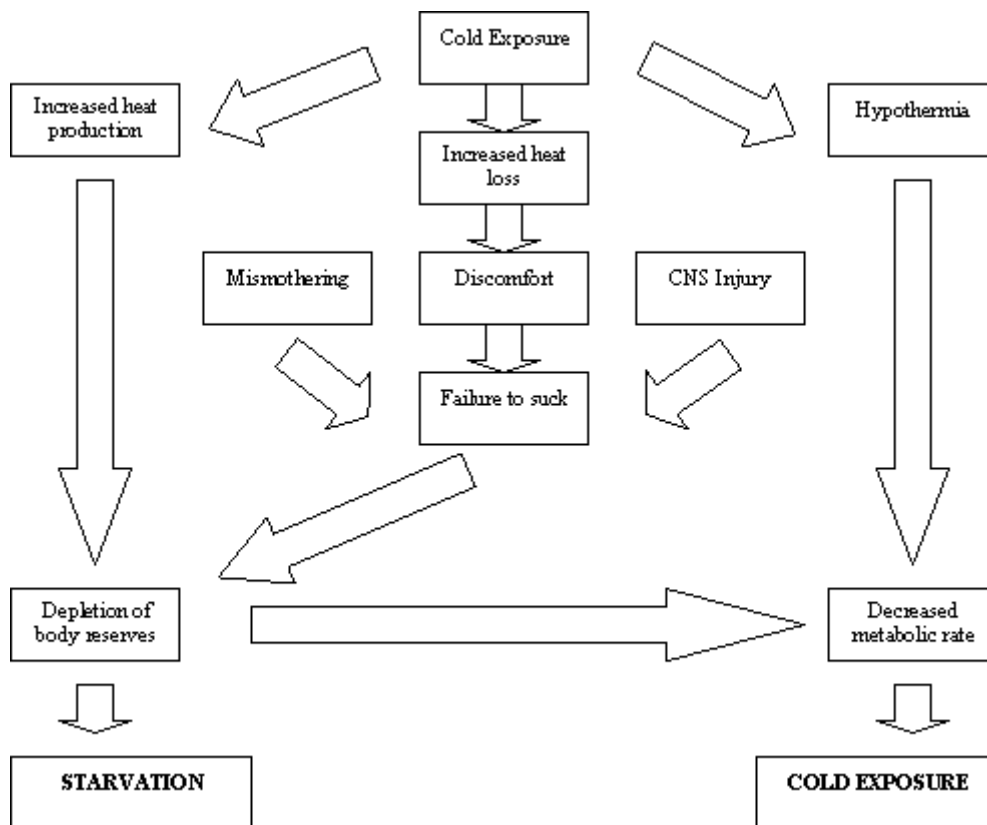 Cold Exposure
Increased heat
production
Hypothermia
Increased heat
loss
Mismothering
Discomfort
CNS Injury
Failure to suck
Depletion of
body reserves
Decreased
metabolic rate
STARVATION
COLD EXPOSURE